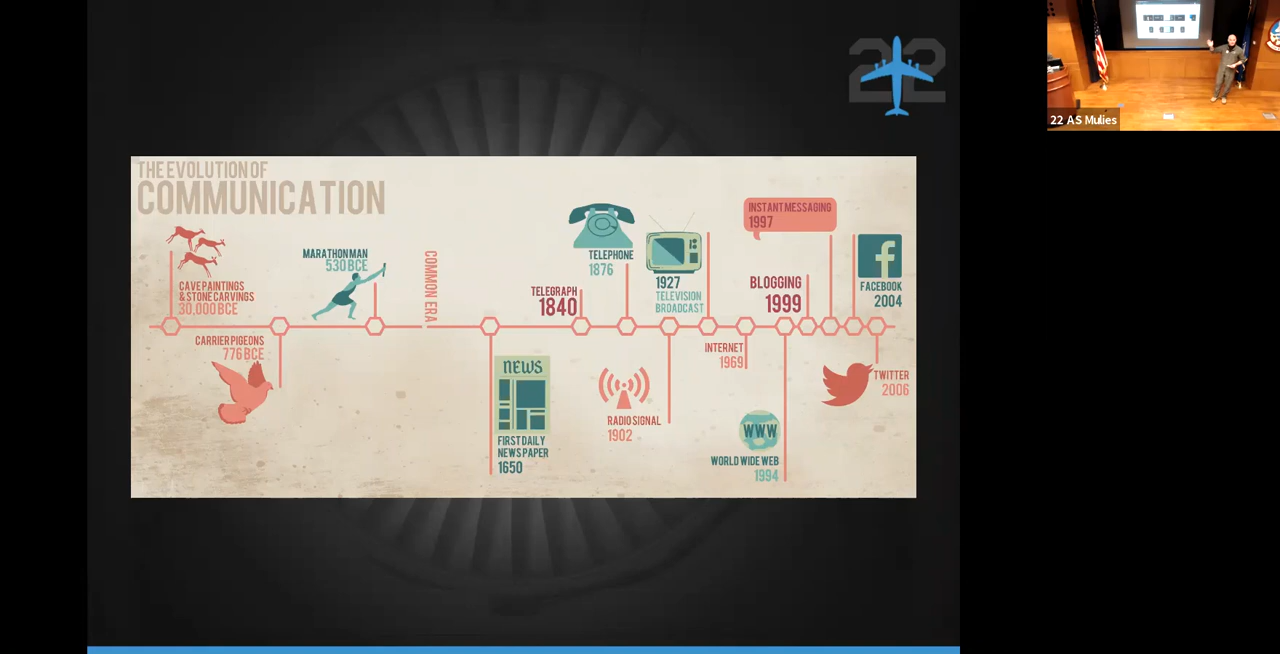 22
22 AS Mulies
THE EVOLUTION OF
COMMUNICATION
CAVE PAINTINGS
& STONE CARVINGS
30,000 BCE
CARRIER PIGEONS
776 BCE
MARATHON MAN
530 BCE
COMMON ERA
NEWS
FIRST DAILY
NEWS PAPER
1650
TELEGRAPH
1840
TELEPHONE
1876
RADIO SIGNAL
1902
1927
TELEVISION
BROADCAST
INTERNET
1969
WWW
WORLD WIDE WEB
1994
INSTANT MESSAGING
1997
BLOGGING
1999
f
FACEBOOK
2004
TWITTER
2006